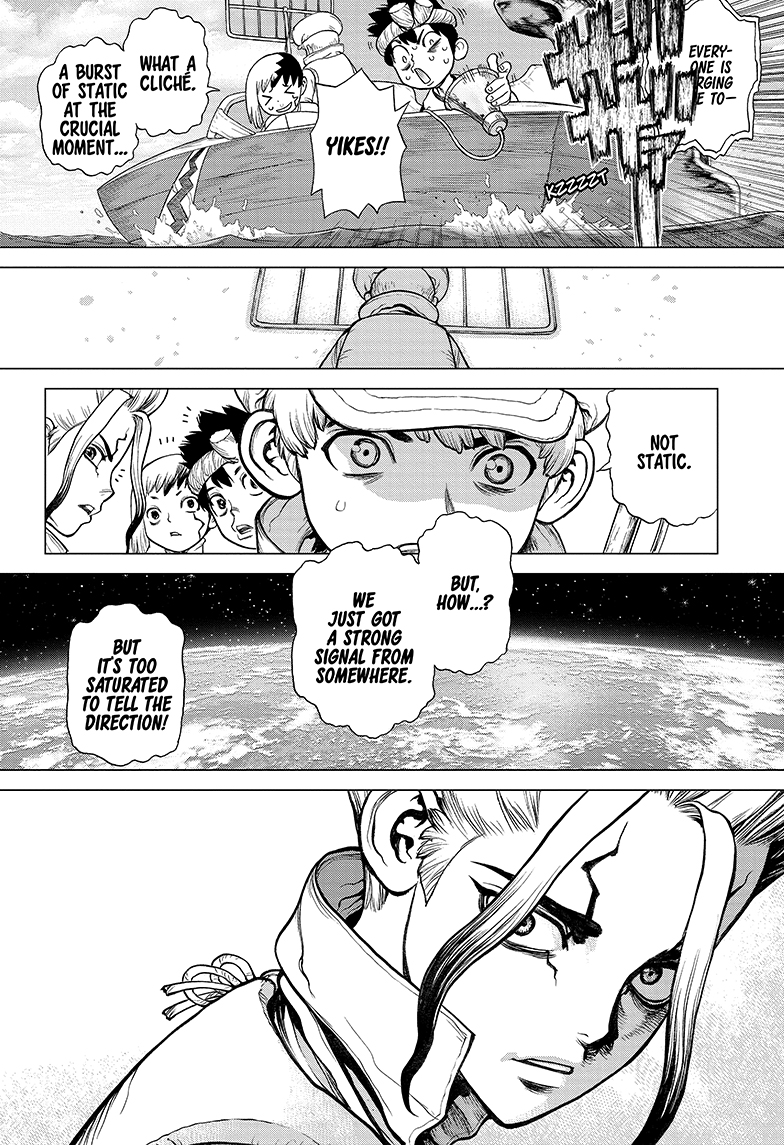 EVERY-
ONE IS
TO—
KZZZZZT
YIKES!!
WHAT A
CLICHÉ.
A BURST
OF STATIC
AT THE
CRUCIAL
MOMENT...
NOT
STATIC.
BUT,
HOW...?
WE
JUST GOT
A STRONG
SIGNAL FROM
SOMEWHERE.
BUT
IT'S TOO
SATURATED
TO TELL THE
DIRECTION!